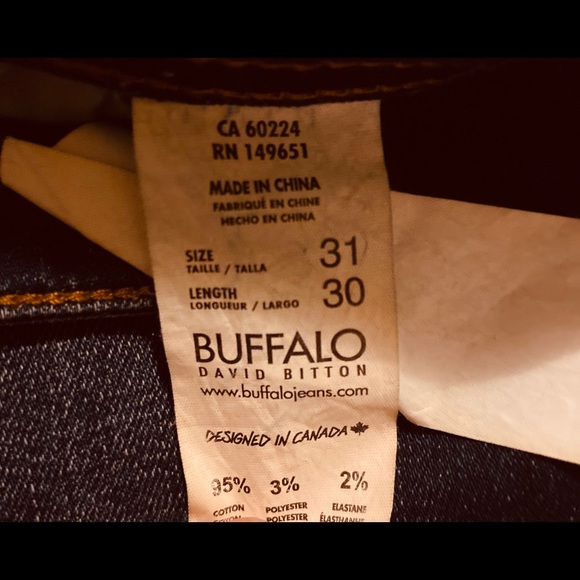 CA 60224
RN 149651
MADE IN CHINA
FABRIQUÉ EN CHINE
HECHO EN CHINA
SIZE 31
TAILLE / TALLA
LENGTH 30
LONGUEUR / LARGO
BUFFALO
DAVID BITTON
www.buffalojeans.com
DESIGNED IN CANADA
95% 3% 2%
COTTON POLYESTER ELASTANE
POLYESTER ÉLASTHANNE